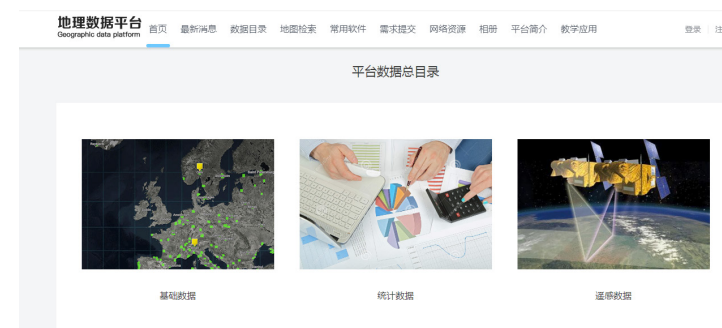 地理数据平台
Geographic data platform
首页 最新消息 数据目录 地图检索 常用软件 需求提交 网络资源 相册 平台简介 教学应用
登录 | 注
平台数据总目录
基础数据 统计数据 遥感数据